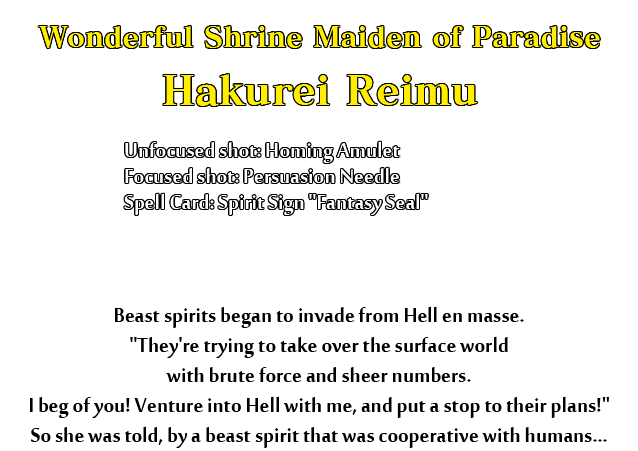 Wonderful Shrine Maiden of Paradise
Hakurei Reimu
Unfocused shot: Homing Amulet
Focused shot: Persuasion Needle
Spell Card: Spirit Sign "Fantasy Seal"
Beast spirits began to invade from Hell en masse.
"They're trying to take over the surface world
with brute force and sheer numbers.
I beg of you! Venture into Hell with me, and put a stop to their plans!"
So she was told, by a beast spirit that was cooperative with humans...